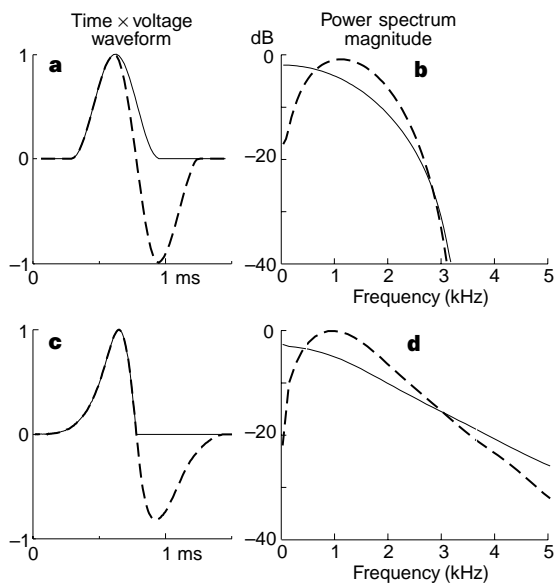 Time × voltage
waveform
Power spectrum
magnitude
dB
1
a
0
b
0
−20
−1
−40
0
1 ms
0
1
2
3
4
5
Frequency (kHz)
1
c
0
d
0
−20
−1
−40
0
1 ms
0
1
2
3
4
5
Frequency (kHz)